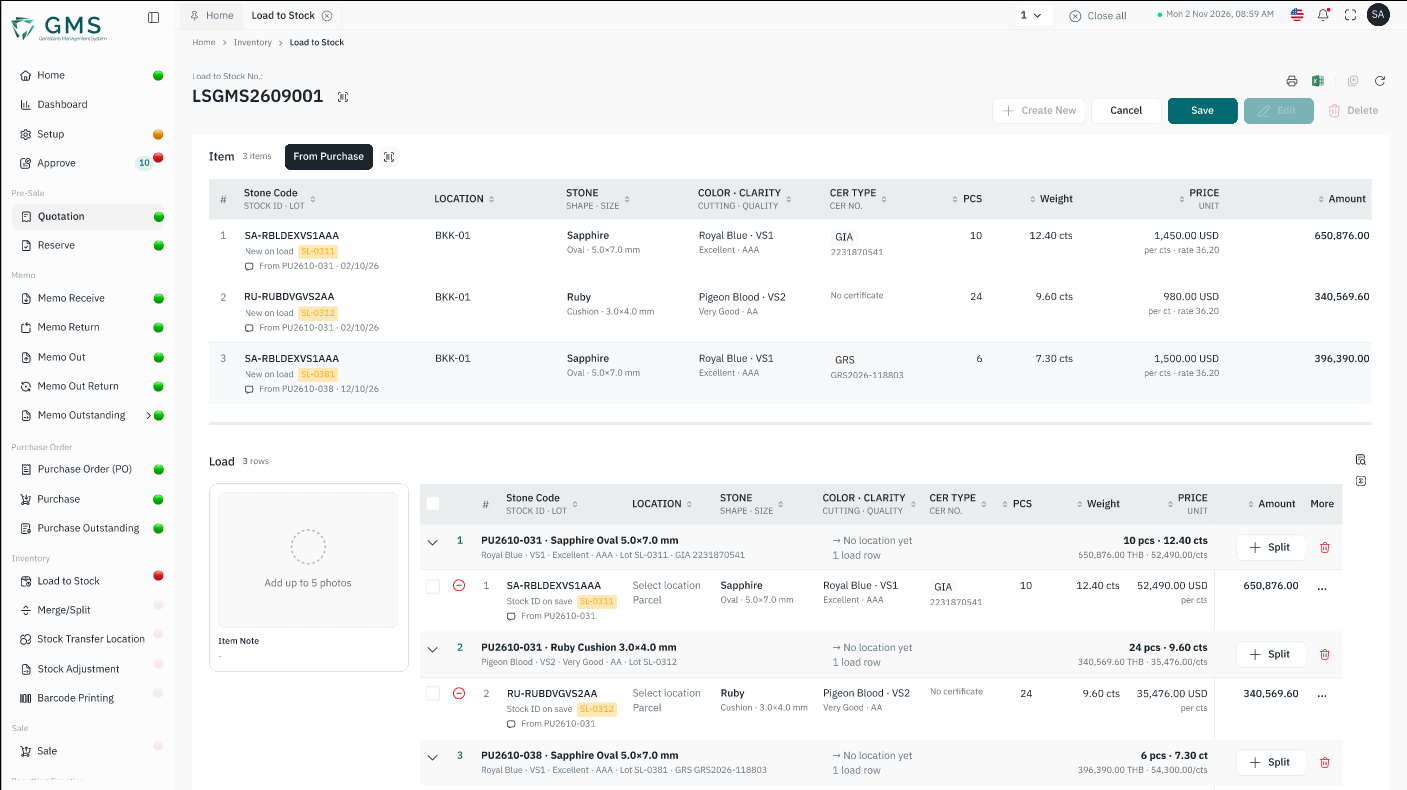 GMS
Gemstone Management System
Home
Load to Stock
1
Close all
Mon 2 Nov 2026, 08:59 AM
SA
Home > Inventory > Load to Stock
Home
Dashboard
Setup
Approve 10
Pre-Sale
Quotation
Reserve
Memo
Memo Receive
Memo Return
Memo Out
Memo Out Return
Memo Outstanding
Purchase Order
Purchase Order (PO)
Purchase
Purchase Outstanding
Inventory
Load to Stock
Merge/Split
Stock Transfer Location
Stock Adjustment
Barcode Printing
Sale
Sale
Load to Stock No.:
LSGMS2609001
Create New
Cancel
Save
Edit
Delete
Item 3 items From Purchase
# Stone Code LOCATION STONE COLOR · CLARITY CER TYPE PCS Weight PRICE Amount
STOCK ID · LOT SHAPE · SIZE CUTTING · QUALITY CER NO. UNIT
1 SA-RBLDEXVS1AAA BKK-01 Sapphire Royal Blue · VS1 GIA 10 12.40 cts 1,450.00 USD 650,876.00
New on load SL-0311 Oval · 5.0×7.0 mm Excellent · AAA 2231870541 per cts · rate 36.20
From PU2610-031 · 02/10/26
2 RU-RUBDVGVS2AA BKK-01 Ruby Pigeon Blood · VS2 No certificate 24 9.60 cts 980.00 USD 340,569.60
New on load SL-0312 Cushion · 3.0×4.0 mm Very Good · AA per ct · rate 36.20
From PU2610-031 · 02/10/26
3 SA-RBLDEXVS1AAA BKK-01 Sapphire Royal Blue · VS1 GRS 6 7.30 cts 1,500.00 USD 396,390.00
New on load SL-0381 Oval · 5.0×7.0 mm Excellent · AAA GRS2026-118803 per cts · rate 36.20
From PU2610-038 · 12/10/26
Load 3 rows
Add up to 5 photos
Item Note
-
# Stone Code LOCATION STONE COLOR · CLARITY CER TYPE PCS Weight PRICE Amount More
STOCK ID · LOT SHAPE · SIZE CUTTING · QUALITY CER NO. UNIT
1 PU2610-031 · Sapphire Oval 5.0×7.0 mm → No location yet 10 pcs · 12.40 cts Split
Royal Blue · VS1 · Excellent · AAA · Lot SL-0311 · GIA 2231870541 1 load row 650,876.00 THB · 52,490.00/cts
1 SA-RBLDEXVS1AAA Select location Sapphire Royal Blue · VS1 GIA 10 12.40 cts 52,490.00 USD 650,876.00 ...
Stock ID on save SL-0311 Parcel Oval · 5.0×7.0 mm Excellent · AAA 2231870541 per cts
From PU2610-031
2 PU2610-031 · Ruby Cushion 3.0×4.0 mm → No location yet 24 pcs · 9.60 cts Split
Pigeon Blood · VS2 · Very Good · AA · Lot SL-0312 1 load row 340,569.60 THB · 35,476.00/cts
2 RU-RUBDVGVS2AA Select location Ruby Pigeon Blood · VS2 No certificate 24 9.60 cts 35,476.00 USD 340,569.60 ...
Stock ID on save SL-0312 Parcel Cushion · 3.0×4.0 mm Very Good · AA per cts
From PU2610-031
3 PU2610-038 · Sapphire Oval 5.0×7.0 mm → No location yet 6 pcs · 7.30 ct Split
Royal Blue · VS1 · Excellent · AAA · Lot SL-0381 · GRS GRS2026-118803 1 load row 396,390.00 THB · 54,300.00/cts